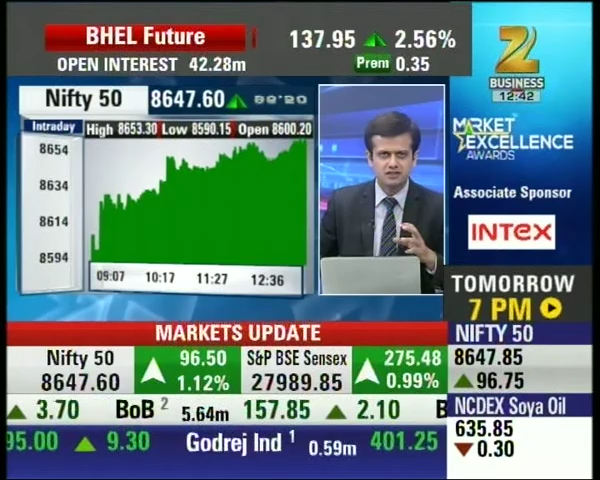 BHEL Future
137.95 2.56%
OPEN INTEREST 42.28m
Prem 0.35
Z
BUSINESS
12:42
Nifty 50 8647.60
Intraday High 8653.30 Low 8590.15 Open 8600.20
8654
8634
8614
8594
09:07 10:17 11:27 12:36
MARKET
EXCELLENCE
AWARDS
Associate Sponsor
INTEX
TOMORROW
7 PM
MARKETS UPDATE
Nifty 50 96.50 S&P BSE Sensex 275.48
8647.60 1.12% 27989.85 0.99%
NIFTY 50
8647.85
96.75
3.70 BoB 2 5.64m 157.85 2.10 B
NCDEX Soya Oil
635.85
0.30
95.00 9.30 Godrej Ind 1 0.59m 401.25